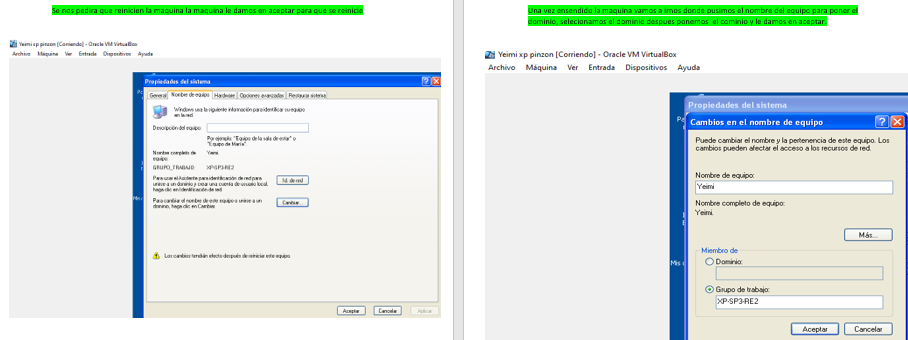 Se nos pedira que reinicien la maquina la maquina le damos en aceptar para que se reinicie
Yeimi xp pinzon [Corriendo] - Oracle VM VirtualBox
Archivo Máquina Ver Entrada Dispositivos Ayuda
Propiedades del sistema
General Nombre de equipo Hardware Opciones avanzadas Restaurar sistema
Windows usa la siguiente información para identificar su equipo
en la red.
Descripción del equipo:
Por ejemplo: "Equipo de la sala de estar" o
"Equipo de María".
Nombre completo de
equipo:
Yeimi.
GRUPO_TRABAJO: XP-SP3-RE2
Para usar el Asistente para identificación de red para
unirse a un dominio y crear una cuenta de usuario local,
haga clic en Identificación de red.
Id. de red
Para cambiar el nombre de este equipo o unirse a un
dominio, haga clic en Cambiar.
Cambiar...
Los cambios tendrán efecto después de reiniciar este equipo.
Aceptar Cancelar Aplicar
Una vez ensendido la maquina vamos a irnos donde pusimos el nombre del equipo para poner el
dominio, selecionamos el dominio despues ponemos el cominio y le damos en aceptar.
Yeimi xp pinzon [Corriendo] - Oracle VM VirtualBox
Archivo Máquina Ver Entrada Dispositivos Ayuda
Propiedades del sistema
Cambios en el nombre de equipo
Puede cambiar el nombre y la pertenencia de este equipo. Los
cambios pueden afectar el acceso a los recursos de red.
Nombre de equipo:
Yeimi
Nombre completo de equipo:
Yeimi.
Más...
Miembro de
Dominio:
Mis
Grupo de trabajo:
XP-SP3-RE2
Aceptar Cancelar